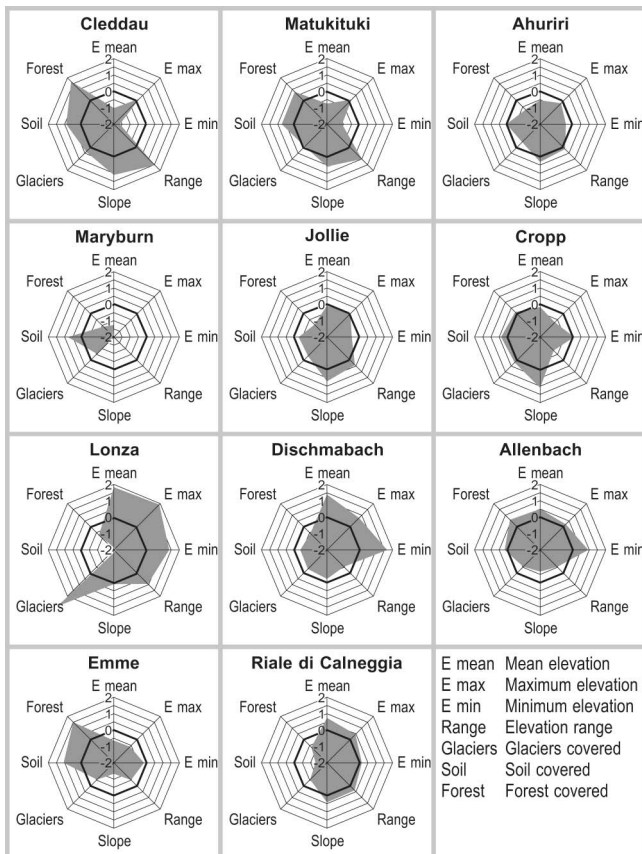 Cleddau
E mean
2
Forest 1 E max
0
-1
Soil -2 E min
Glaciers Range
Slope
Matukituki
E mean
2
Forest 1 E max
0
-1
Soil -2 E min
Glaciers Range
Slope
Ahuriri
E mean
2
Forest 1 E max
0
-1
Soil -2 E min
Glaciers Range
Slope
Maryburn
E mean
2
Forest 1 E max
0
-1
Soil -2 E min
Glaciers Range
Slope
Jollie
E mean
2
Forest 1 E max
0
-1
Soil -2 E min
Glaciers Range
Slope
Cropp
E mean
2
Forest 1 E max
0
-1
Soil -2 E min
Glaciers Range
Slope
Lonza
E mean
2
Forest 1 E max
0
-1
Soil -2 E min
Glaciers Range
Slope
Dischmabach
E mean
2
Forest 1 E max
0
-1
Soil -2 E min
Glaciers Range
Slope
Allenbach
E mean
2
Forest 1 E max
0
-1
Soil -2 E min
Glaciers Range
Slope
Emme
E mean
2
Forest 1 E max
0
-1
Soil -2 E min
Glaciers Range
Slope
Riale di Calneggia
E mean
2
Forest 1 E max
0
-1
Soil -2 E min
Glaciers Range
Slope
E mean Mean elevation
E max Maximum elevation
E min Minimum elevation
Range Elevation range
Glaciers Glaciers covered
Soil Soil covered
Forest Forest covered